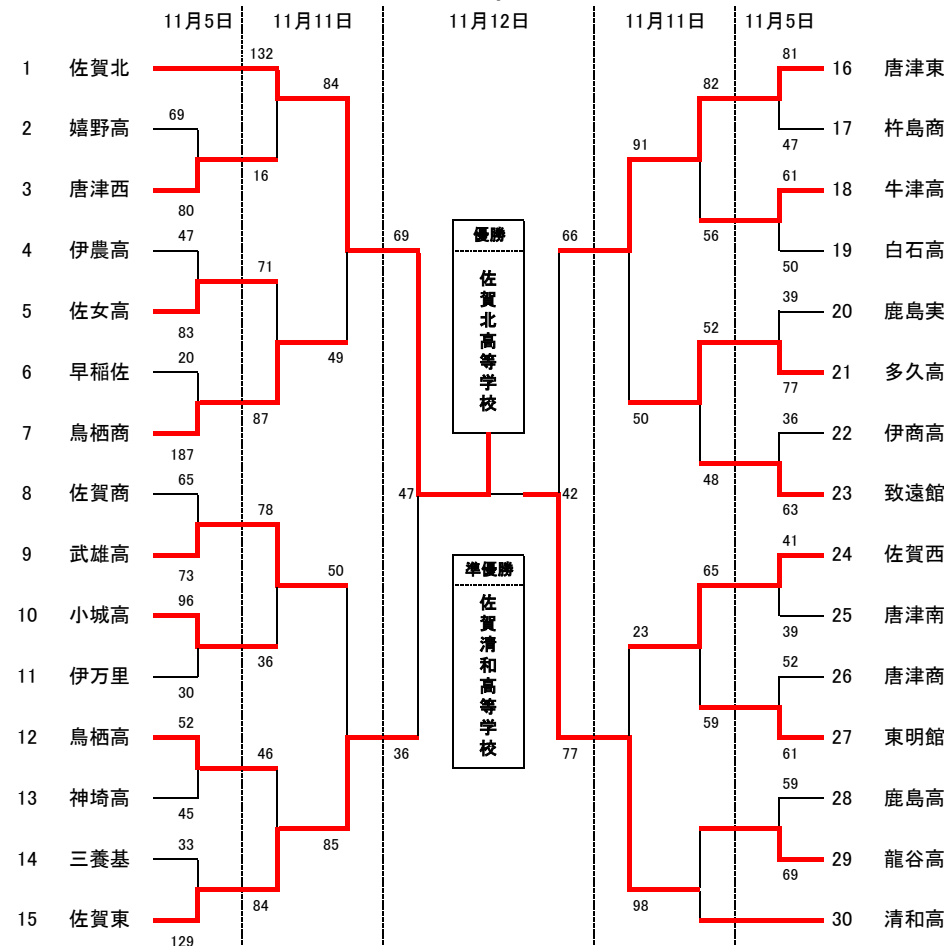 11月5日 11月11日 11月12日 11月11日 11月5日
132 81
1 佐賀北 84 82 16 唐津東
69
2 嬉野高 17 杵島商
91 47
16 61
3 唐津西 18 牛津高
80
47 69 優勝 66 56
4 伊農高 19 白石高
71 50
39
5 佐女高 佐賀北高等学校 20 鹿島実
83 52
20 49
6 早稲佐 21 多久高
77
87 50 36
7 鳥栖商 22 伊商高
187
65 48
8 佐賀商 47 42 23 致遠館
78 63
41
9 武雄高 準優勝 24 佐賀西
73 50 65
96
10 小城高 佐賀清和高等学校 25 唐津南
23 39
36 52
11 伊万里 26 唐津商
30
52 59
12 鳥栖高 27 東明館
46 36 77 61
59
13 神埼高 28 鹿島高
45
33 85
14 三養基 29 龍谷高
69
84 98
15 佐賀東 30 清和高
129